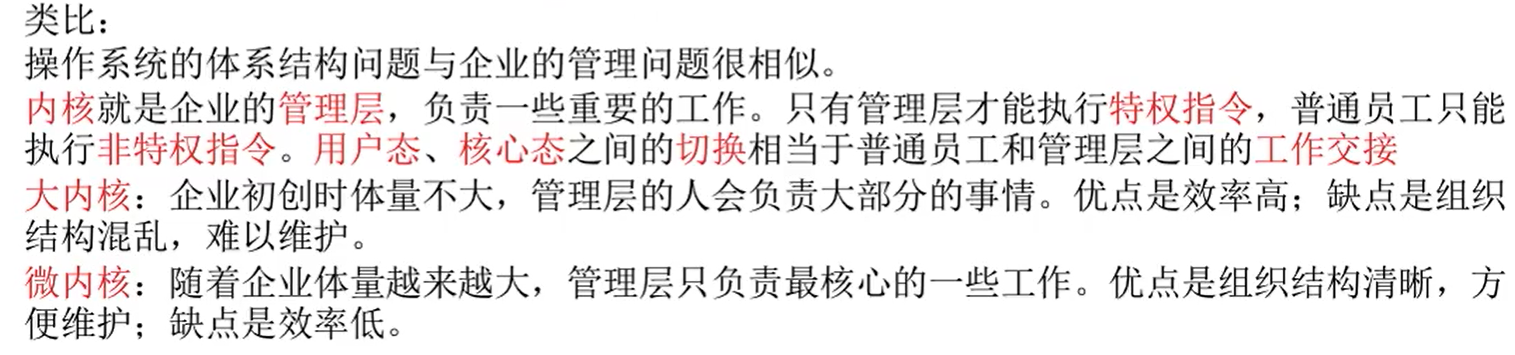 类比：
操作系统的体系结构问题与企业的管理问题很相似。
内核就是企业的管理层，负责一些重要的工作。只有管理层才能执行特权指令，普通员工只能
执行非特权指令。用户态、核心态之间的切换相当于普通员工和管理层之间的工作交接
大内核：企业初创时体量不大，管理层的人会负责大部分的事情。优点是效率高；缺点是组织
结构混乱，难以维护。
微内核：随着企业体量越来越大，管理层只负责最核心的一些工作。优点是组织结构清晰，方
便维护；缺点是效率低。